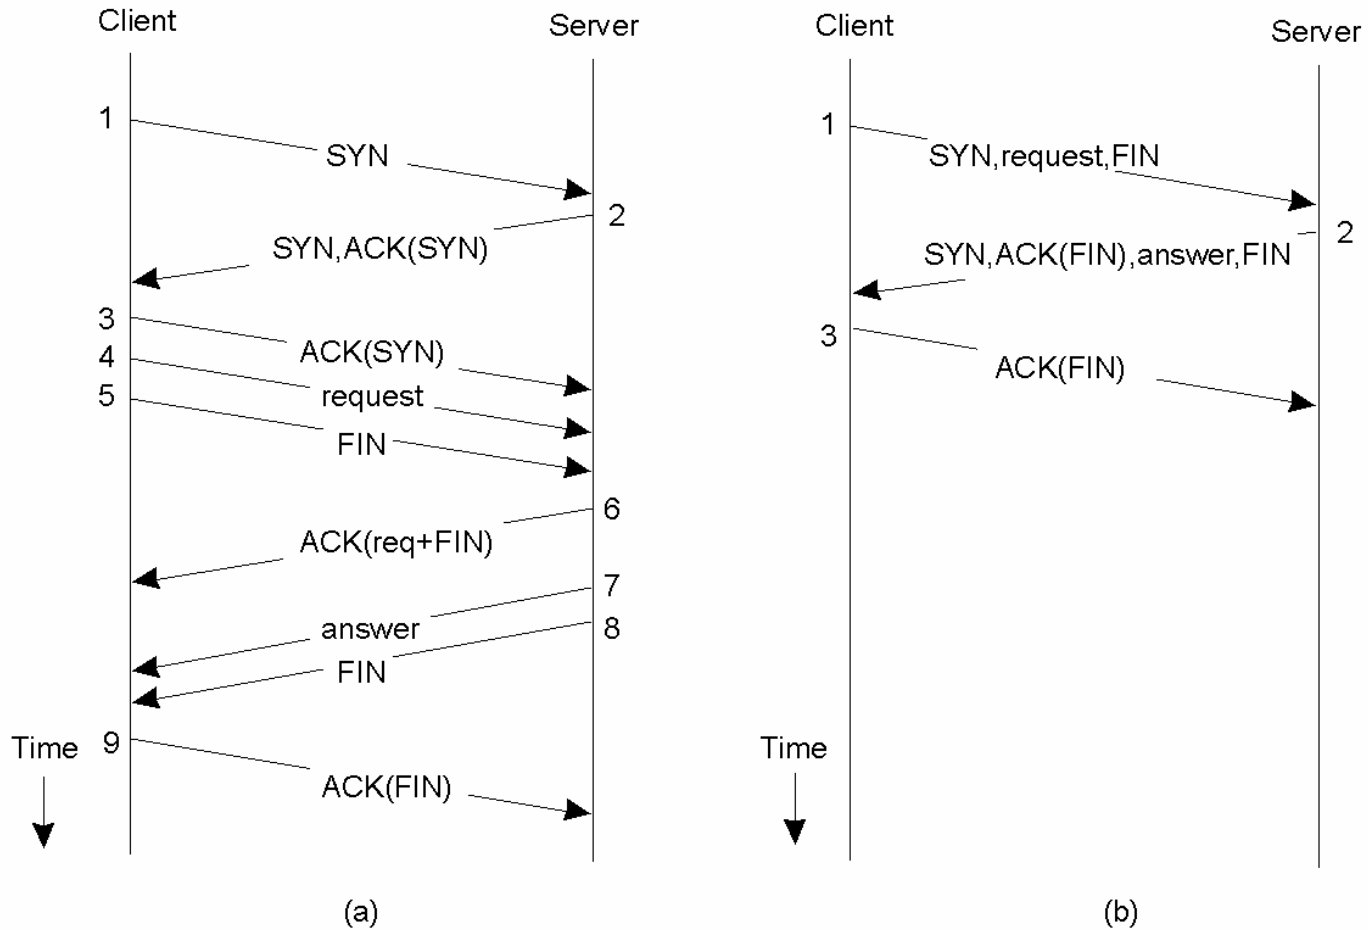 Client
Server
1
SYN
2
SYN,ACK(SYN)
3
ACK(SYN)
4
request
5
FIN
6
ACK(req+FIN)
7
answer
8
FIN
9
Time
ACK(FIN)
(a)
Client
Server
1
SYN,request,FIN
2
SYN,ACK(FIN),answer,FIN
3
ACK(FIN)
Time
(b)